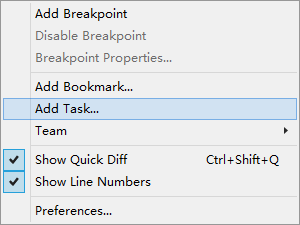 Add Breakpoint
Disable Breakpoint
Breakpoint Properties...
Add Bookmark...
Add Task...
Team
Show Quick Diff Ctrl+Shift+Q
Show Line Numbers
Preferences...